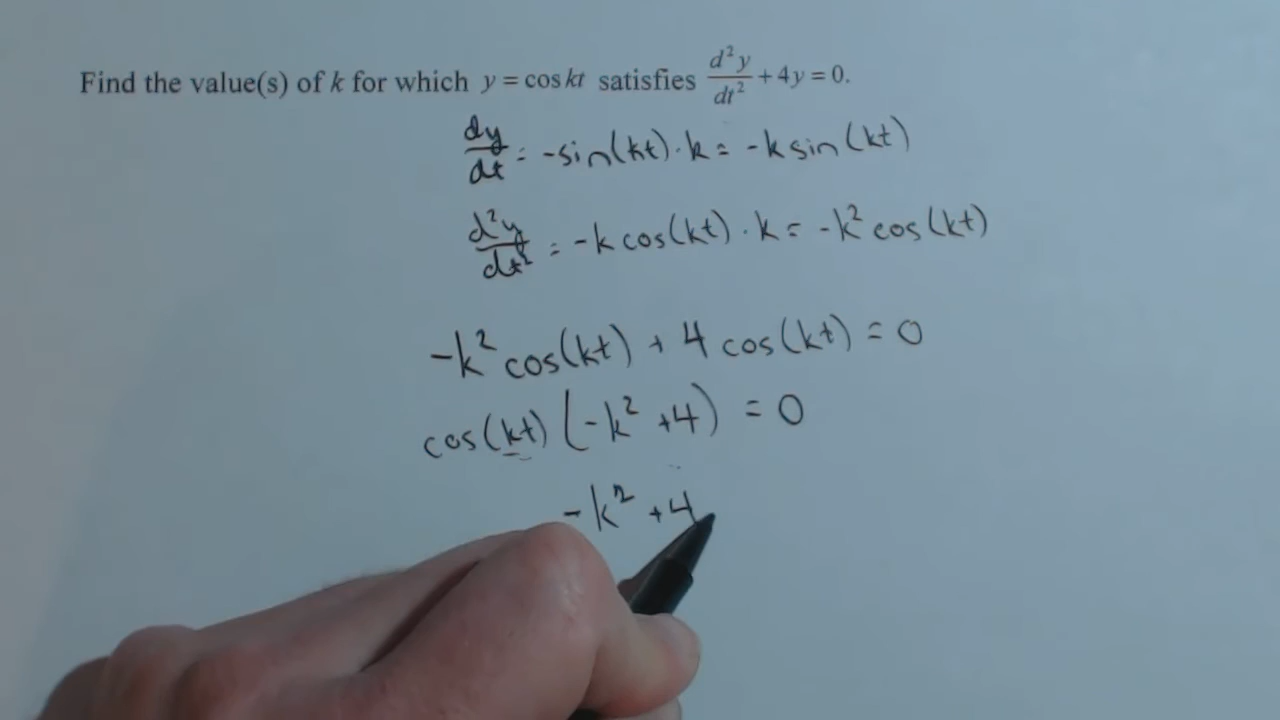 Find the value(s) of k for which y = cos kt satisfies d²y/dt² + 4y = 0.
dy/dt = -sin(kt) · k = -k sin(kt)
d²y/dt² = -k cos(kt) · k = -k² cos(kt)
-k² cos(kt) + 4 cos(kt) = 0
cos(kt) (-k² + 4) = 0
-k² + 4